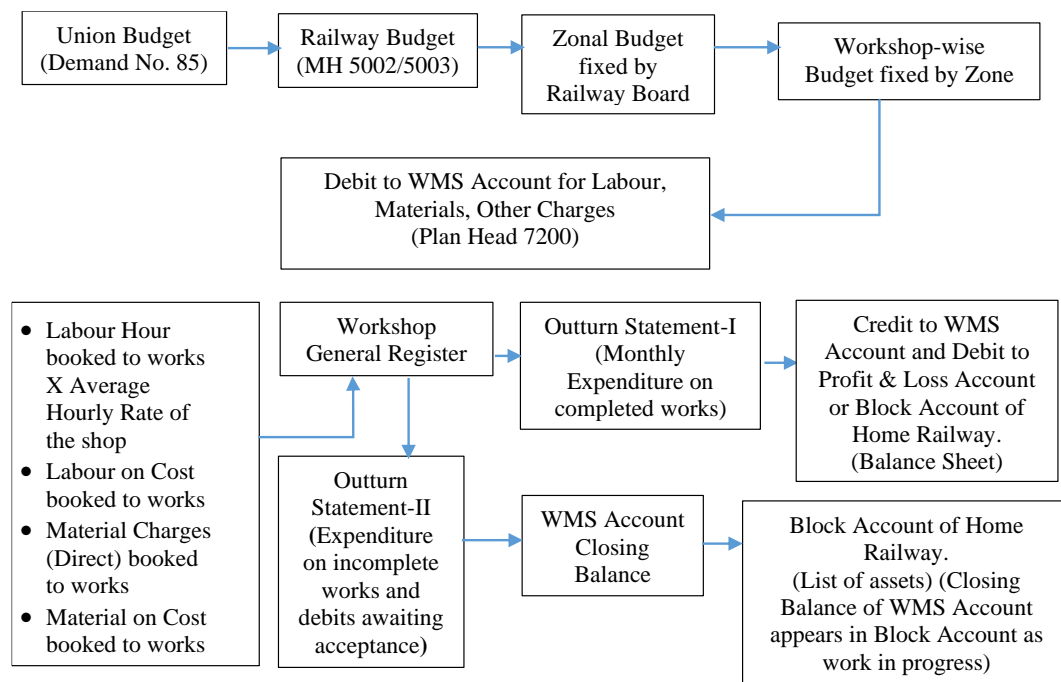 Union Budget
(Demand No. 85)
Railway Budget
(MH 5002/5003)
Zonal Budget
fixed by
Railway Board
Workshop-wise
Budget fixed by Zone
Debit to WMS Account for Labour,
Materials, Other Charges
(Plan Head 7200)
• Labour Hour
booked to works
X Average
Hourly Rate of
the shop
• Labour on Cost
booked to works
• Material Charges
(Direct) booked
to works
• Material on Cost
booked to works
Workshop
General Register
Outturn Statement-I
(Monthly
Expenditure on
completed works)
Credit to WMS
Account and Debit to
Profit & Loss Account
or Block Account of
Home Railway.
(Balance Sheet)
Outturn
Statement-II
(Expenditure
on incomplete
works and
debits awaiting
acceptance)
WMS Account
Closing
Balance
Block Account of Home
Railway.
(List of assets) (Closing
Balance of WMS Account
appears in Block Account as
work in progress)